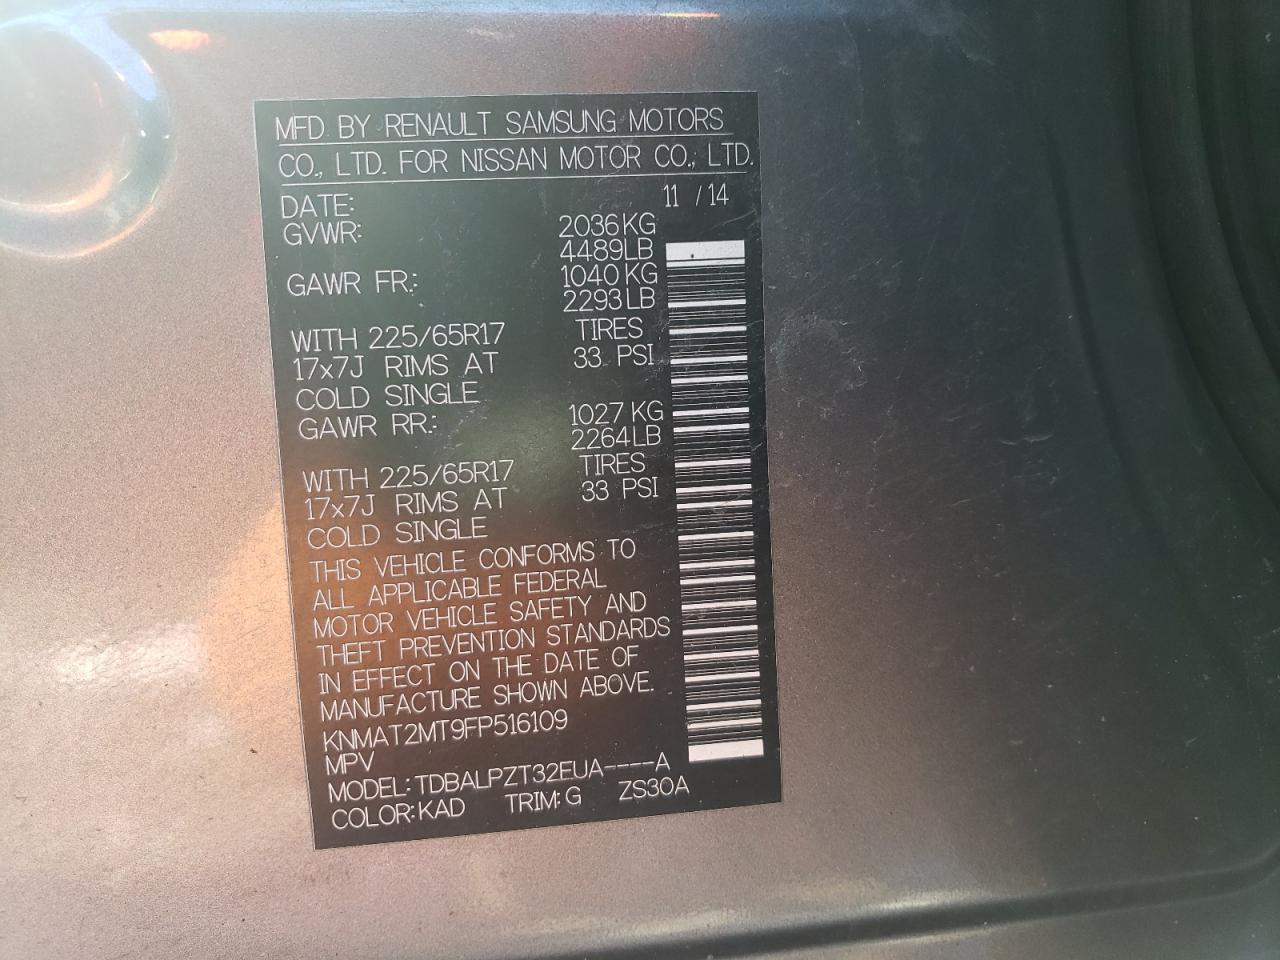 MFD. BY RENAULT SAMSUNG MOTORS
CO., LTD. FOR NISSAN MOTOR CO., LTD.
DATE: 11 / 14
GVWR: 2036 KG
4489 LB
GAWR FR.: 1040 KG
2293 LB
WITH 225/65R17 TIRES
17x7J RIMS AT 33 PSI
COLD SINGLE
GAWR RR.: 1027 KG
2264 LB
WITH 225/65R17 TIRES
17x7J RIMS AT 33 PSI
COLD SINGLE
THIS VEHICLE CONFORMS TO
ALL APPLICABLE FEDERAL
MOTOR VEHICLE SAFETY AND
THEFT PREVENTION STANDARDS
IN EFFECT ON THE DATE OF
MANUFACTURE SHOWN ABOVE.
KNMAT2MT9FP516109
MPV
MODEL: TDBALPZT32EUA----A
COLOR: KAD TRIM: G ZS30A